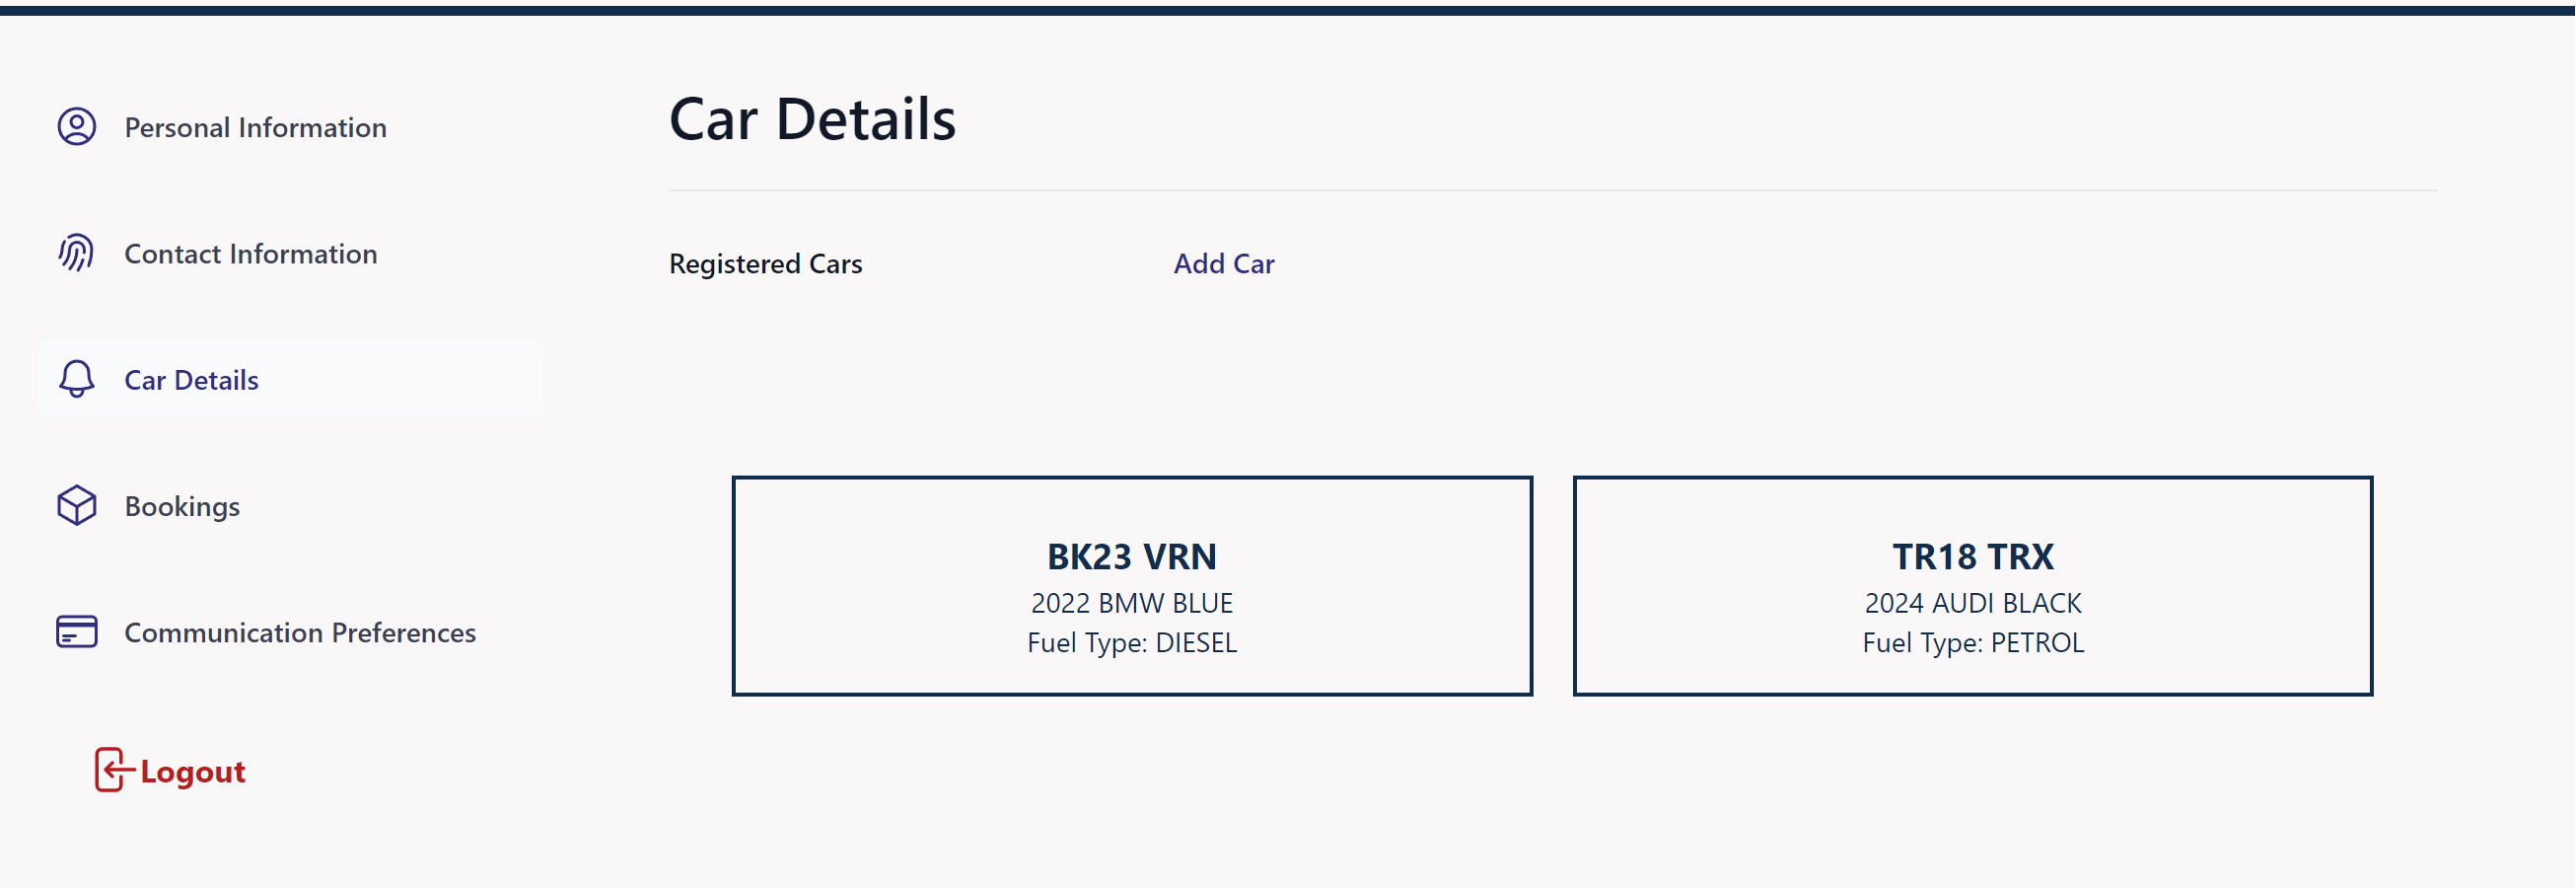 Personal Information
Contact Information
Car Details
Bookings
Communication Preferences
Logout
Car Details
Registered Cars
Add Car
BK23 VRN
2022 BMW BLUE
Fuel Type: DIESEL
TR18 TRX
2024 AUDI BLACK
Fuel Type: PETROL